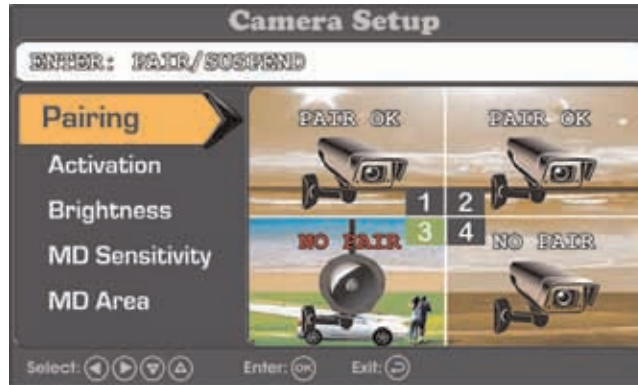 Camera Setup
ENTER: PAIR/SUSPEND
Pairing
Activation
Brightness
MD Sensitivity
MD Area
PAIR OK
PAIR OK
1 2
NO PAIR
3 4
NO PAIR
Select: Enter: OK Exit: